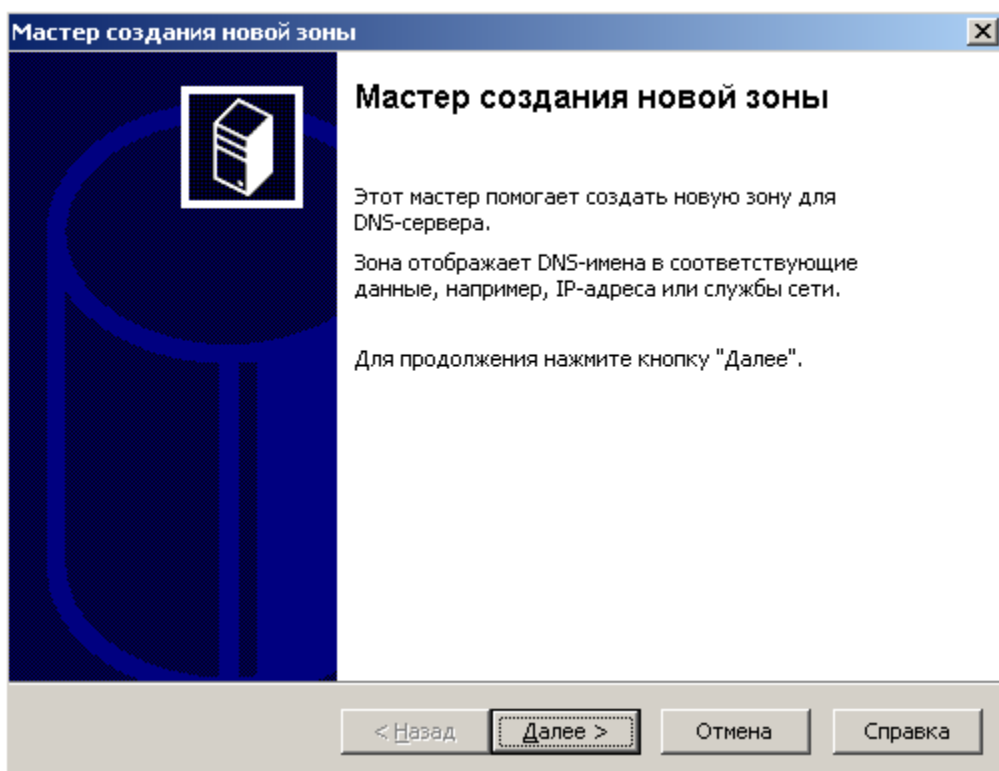 Мастер создания новой зоны
Мастер создания новой зоны
Этот мастер помогает создать новую зону для
DNS-сервера.
Зона отображает DNS-имена в соответствующие
данные, например, IP-адреса или службы сети.
Для продолжения нажмите кнопку "Далее".
< Назад Далее > Отмена Справка